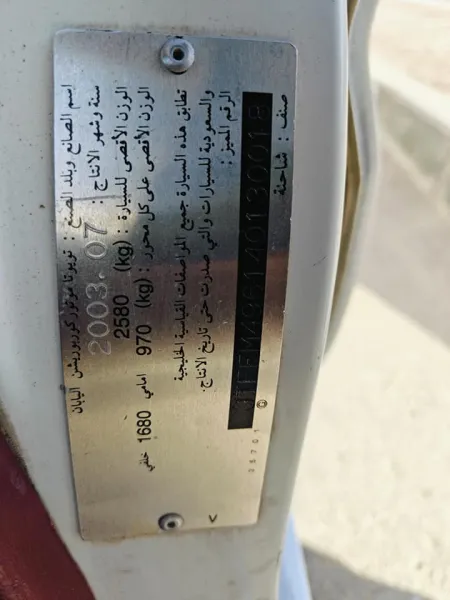 اسم الصانع وبلد الصنع : تويوتا موتور كوربوريشن اليابان
سنة وشهر الانتاج : 2003.07
الوزن الأقصى للسيارة : (kg) 2580
الوزن الأقصى على كل محور : (kg) 970 امامي 1680 خلفي
تطابق هذه السيارة جميع المواصفات القياسية الخليجية
والسعودية للسيارات والتي صدرت حتى تاريخ الانتاج.
الرقم المميز :
صنف : شاحنة
35701